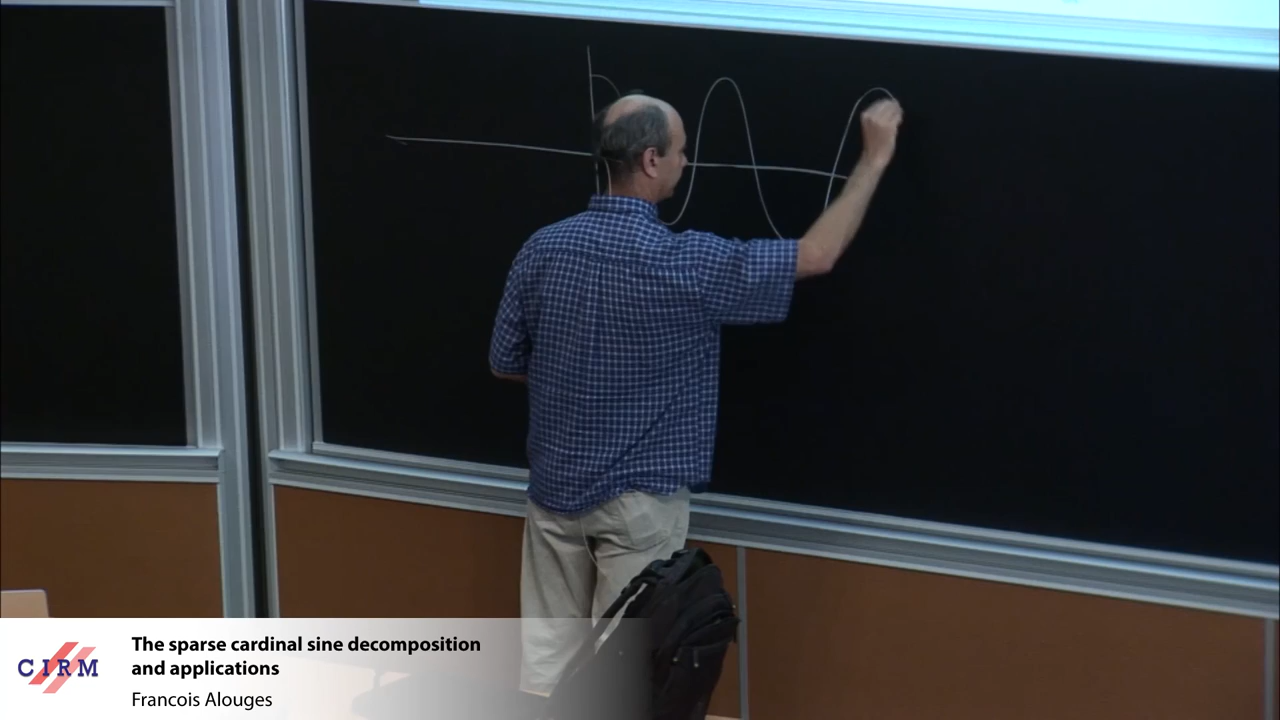 CIRM
The sparse cardinal sine decomposition
and applications
Francois Alouges